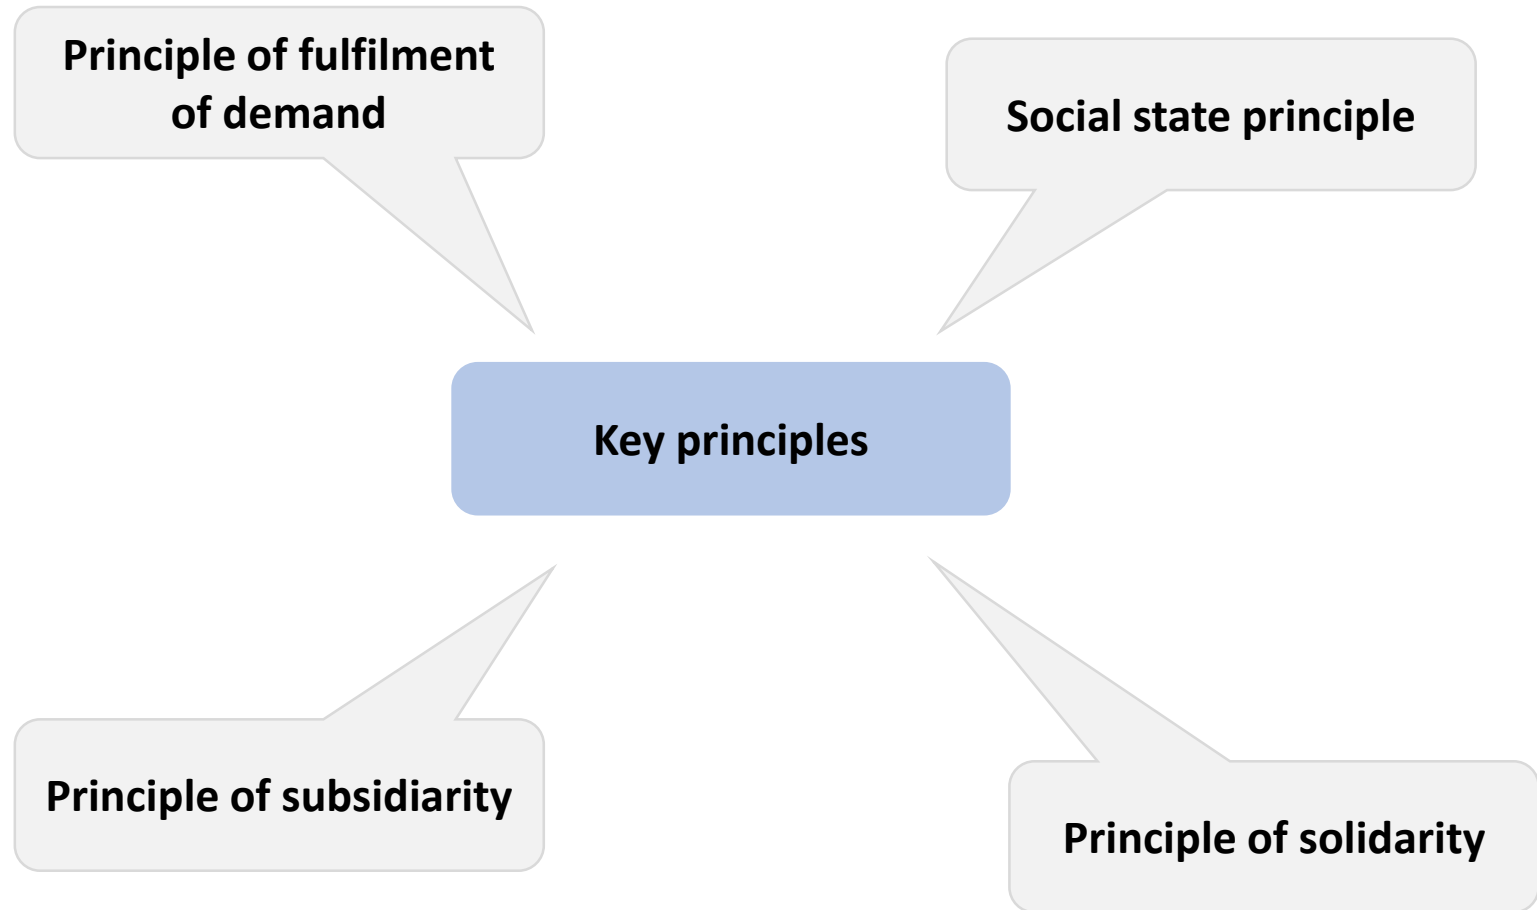 Principle of fulfilment
of demand
Social state principle
Key principles
Principle of subsidiarity
Principle of solidarity